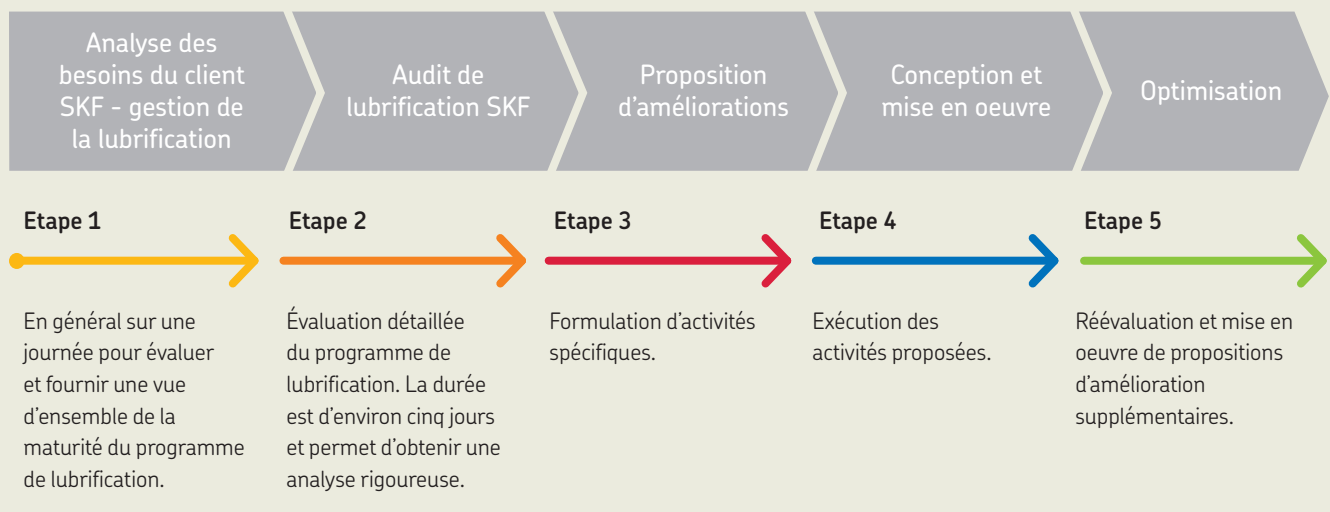 Analyse des
besoins du client
SKF - gestion de
la lubrification
Audit de
lubrification SKF
Proposition
d'améliorations
Conception et
mise en oeuvre
Optimisation
Etape 1
En général sur une
journée pour évaluer
et fournir une vue
d'ensemble de la
maturité du programme
de lubrification.
Etape 2
Évaluation détaillée
du programme de
lubrification. La durée
est d'environ cinq jours
et permet d'obtenir une
analyse rigoureuse.
Etape 3
Formulation d'activités
spécifiques.
Etape 4
Exécution des
activités proposées.
Etape 5
Réévaluation et mise en
oeuvre de propositions
d'amélioration
supplémentaires.